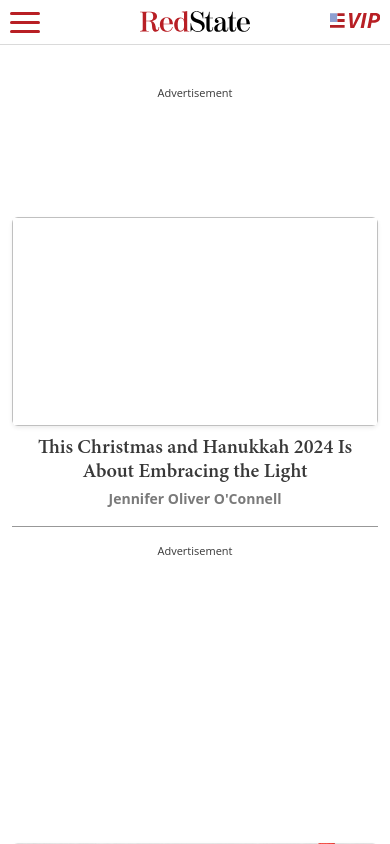 RedState
VIP
Advertisement
This Christmas and Hanukkah 2024 Is
About Embracing the Light
Jennifer Oliver O'Connell
Advertisement